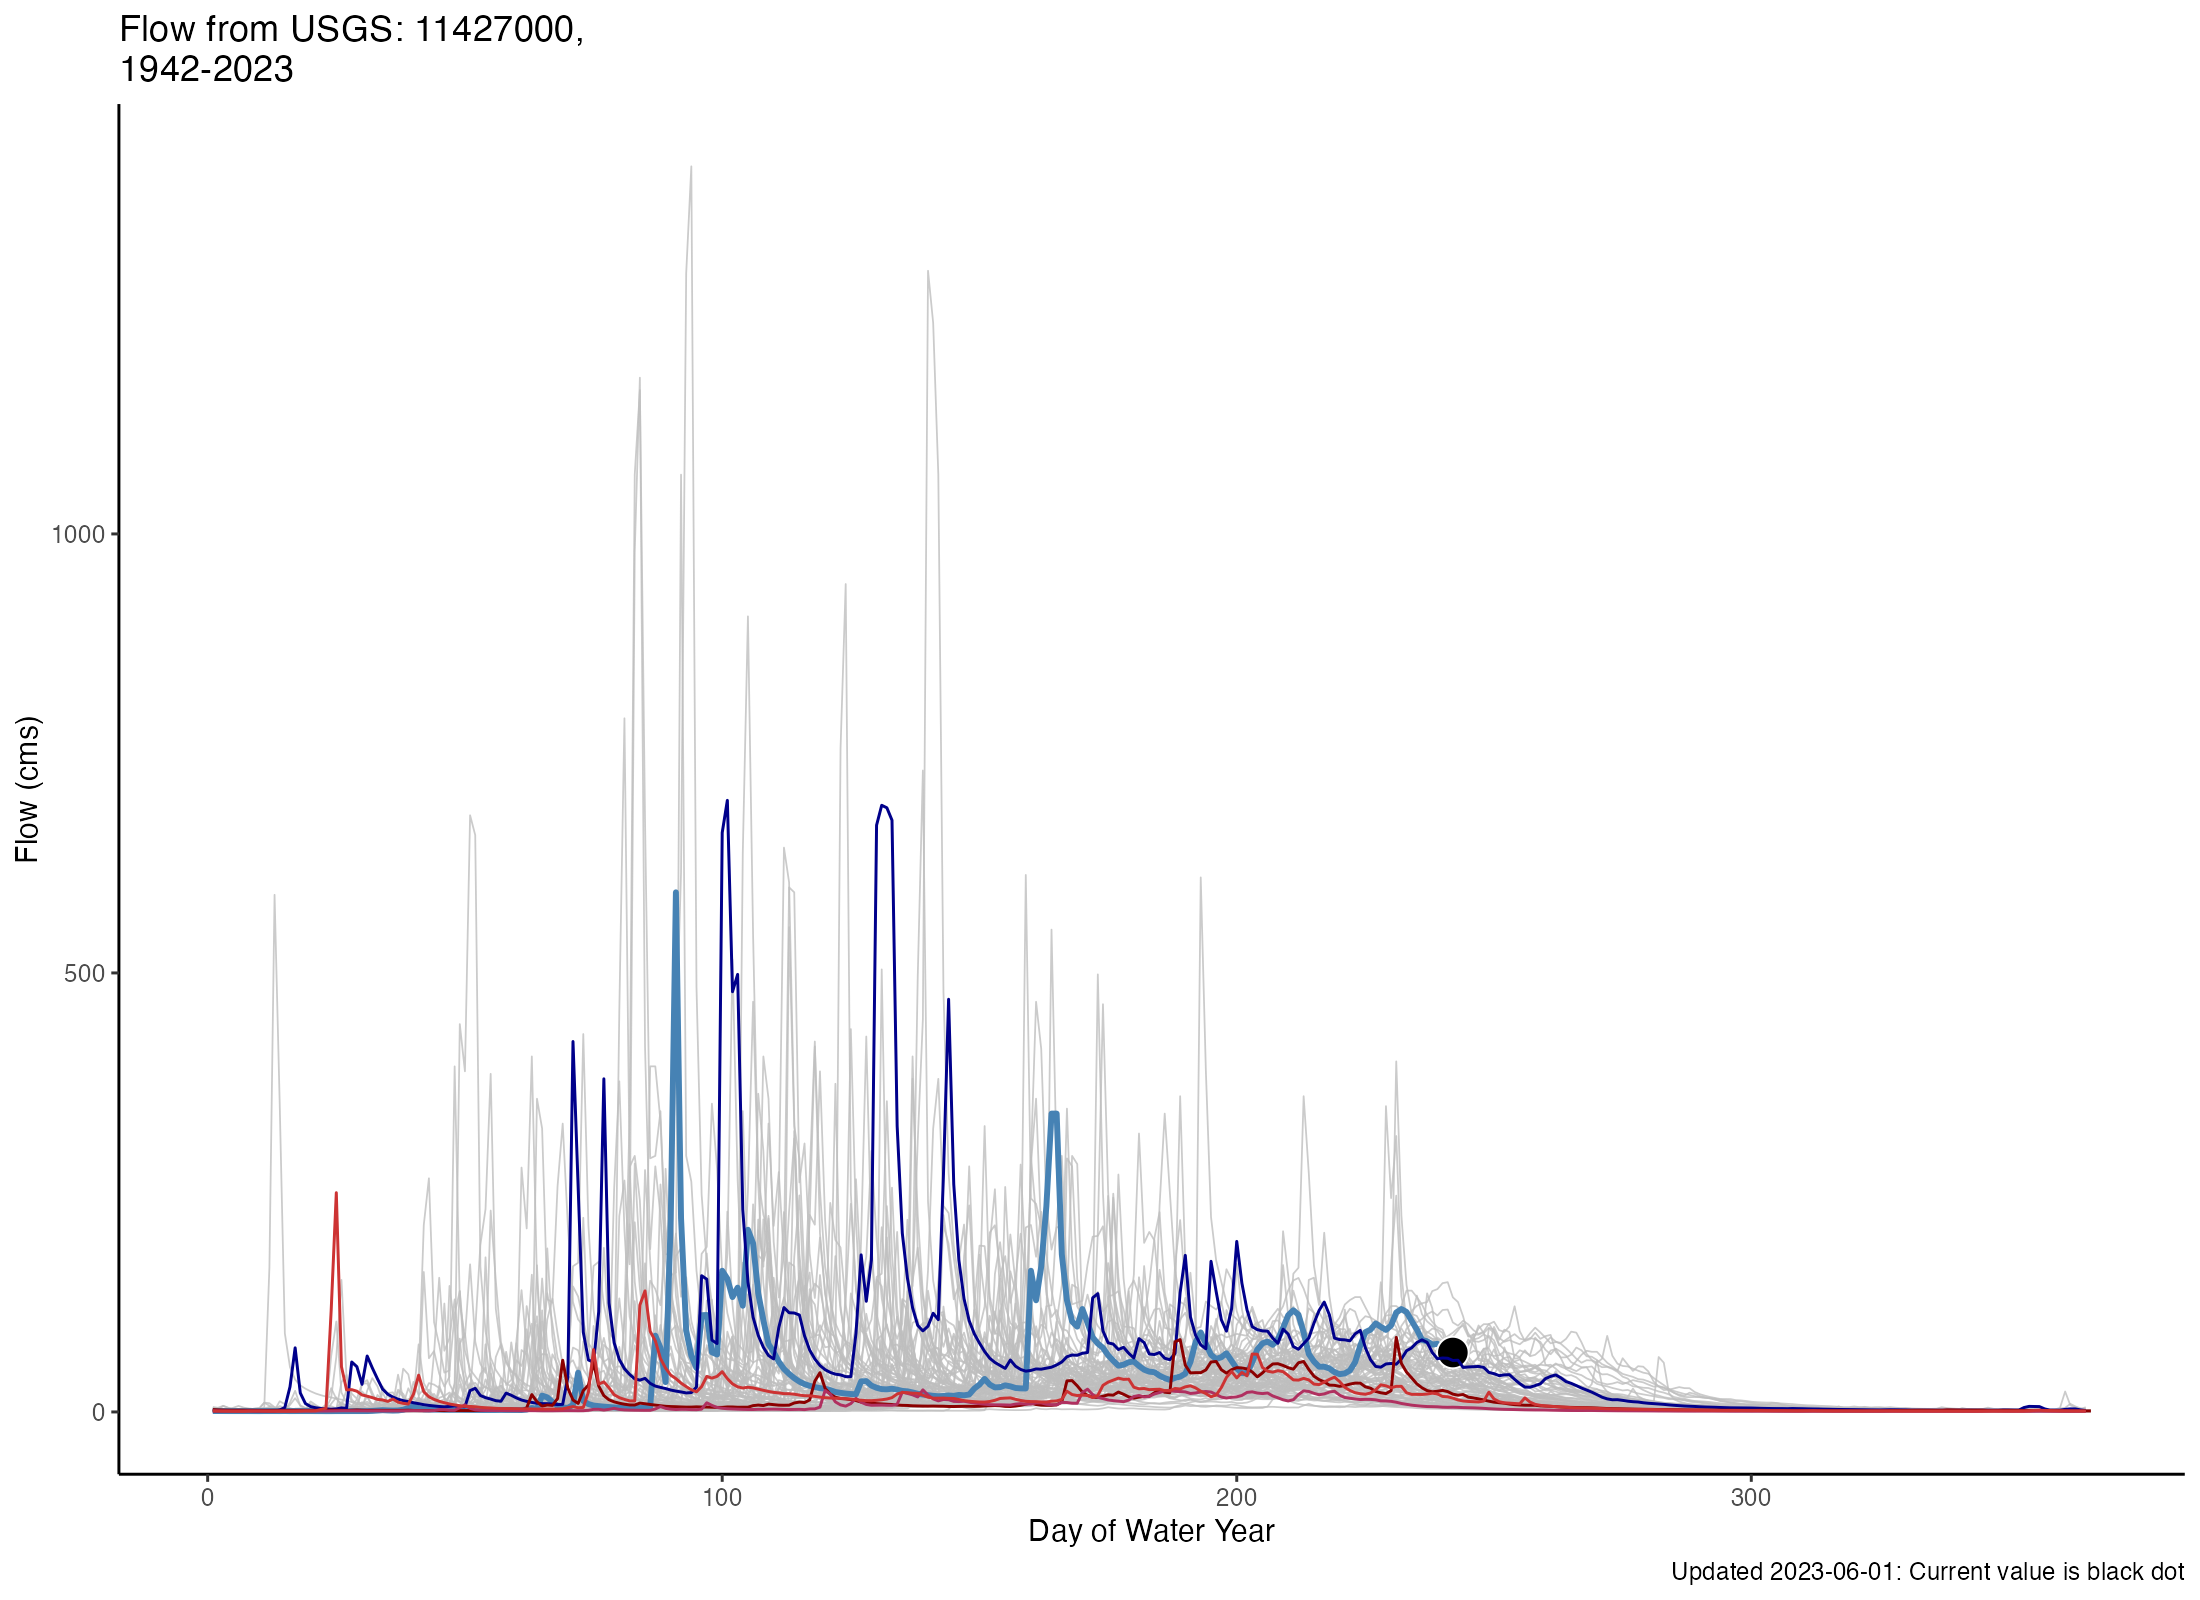 Flow from USGS: 11427000,
1942-2023
Flow (cms)
1000
500
0
0 100 200 300
Day of Water Year
Updated 2023-06-01: Current value is black dot